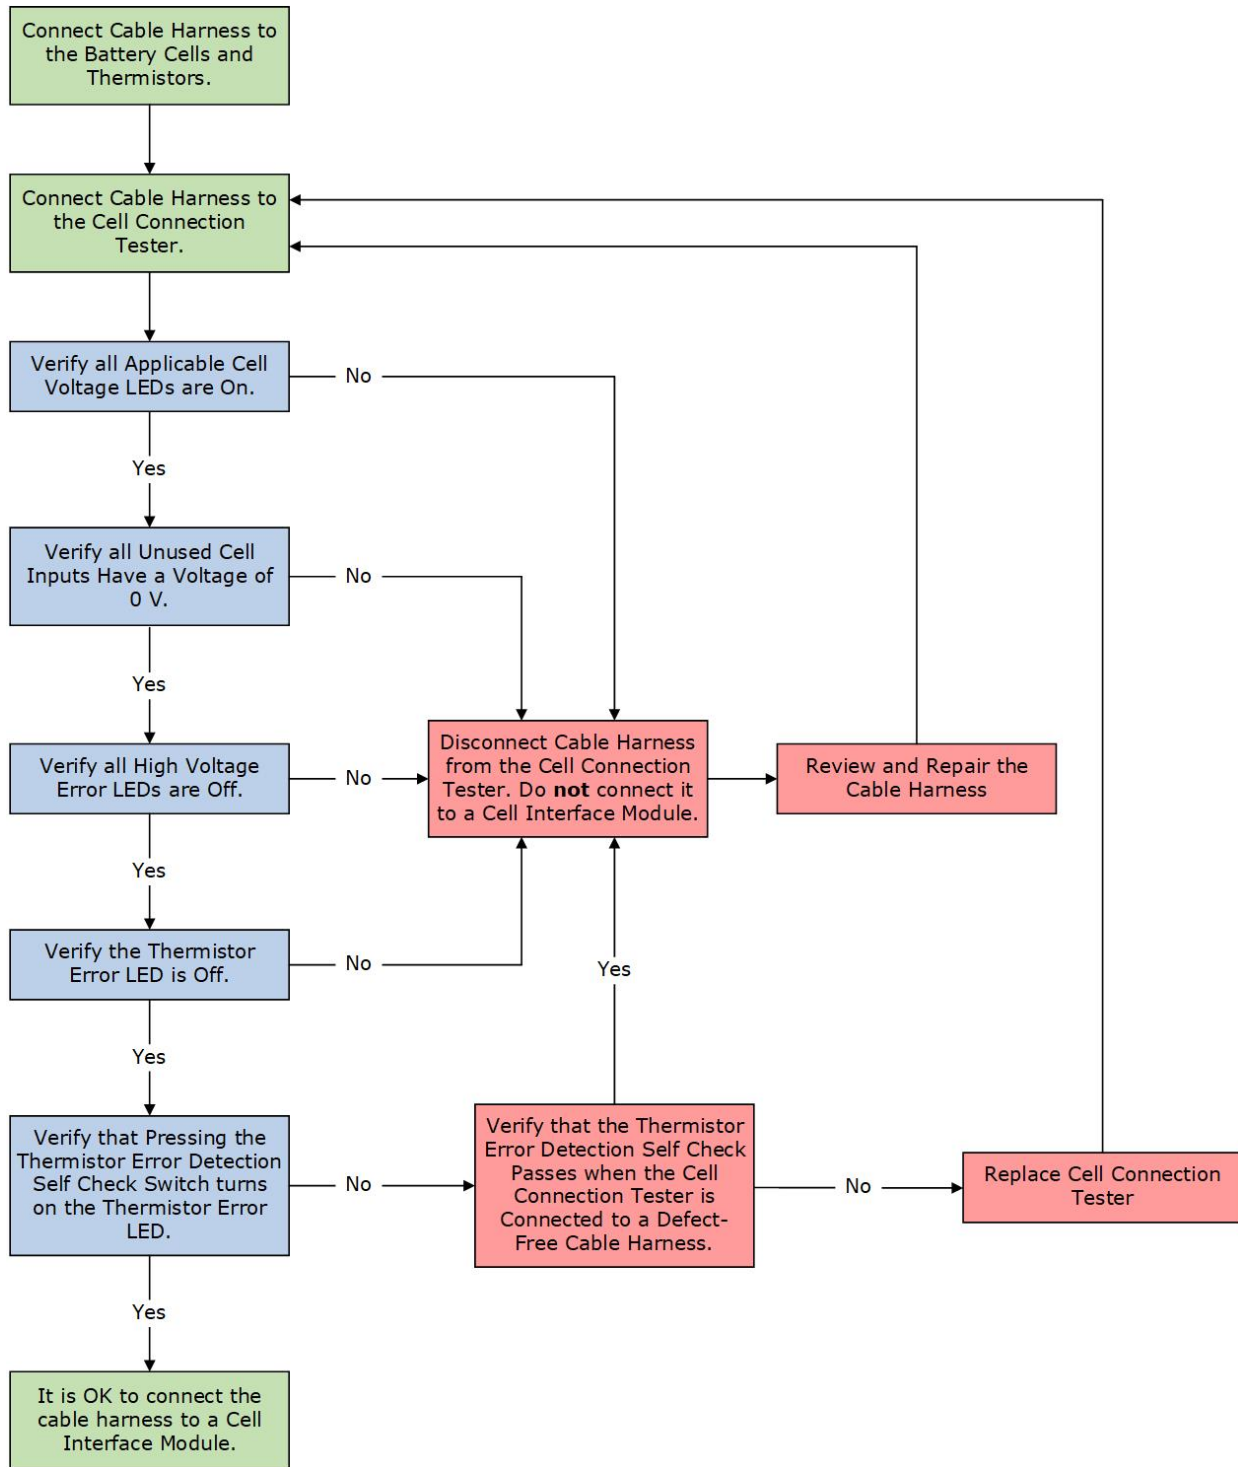 Connect Cable Harness to
the Battery Cells and
Thermistors.
Connect Cable Harness to
the Cell Connection
Tester.
Verify all Applicable Cell
Voltage LEDs are On.
No
Yes
Verify all Unused Cell
Inputs Have a Voltage of
0 V.
No
Yes
Verify all High Voltage
Error LEDs are Off.
No
Disconnect Cable Harness
from the Cell Connection
Tester. Do not connect it
to a Cell Interface Module.
Review and Repair the
Cable Harness
Yes
Verify the Thermistor
Error LED is Off.
No
Yes
Yes
Verify that Pressing the
Thermistor Error Detection
Self Check Switch turns
on the Thermistor Error
LED.
No
Verify that the Thermistor
Error Detection Self Check
Passes when the Cell
Connection Tester is
Connected to a Defect-
Free Cable Harness.
No
Replace Cell Connection
Tester
Yes
It is OK to connect the
cable harness to a Cell
Interface Module.